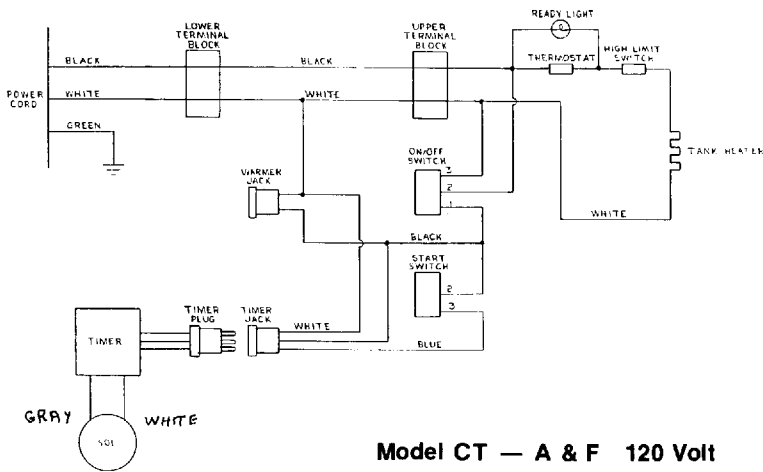 READY LIGHT
LOWER
TERMINAL
BLOCK
UPPER
TERMINAL
BLOCK
HIGH LIMIT
SWITCH
THERMOSTAT
BLACK
BLACK
POWER
CORD
WHITE
WHITE
GREEN
ON/OFF
SWITCH
TANK HEATER
WARMER
JACK
3
2
1
WHITE
BLACK
START
SWITCH
2
3
TIMER
PLUG
TIMER
JACK
WHITE
TIMER
BLUE
GRAY
WHITE
SOL
Model CT — A & F 120 Volt